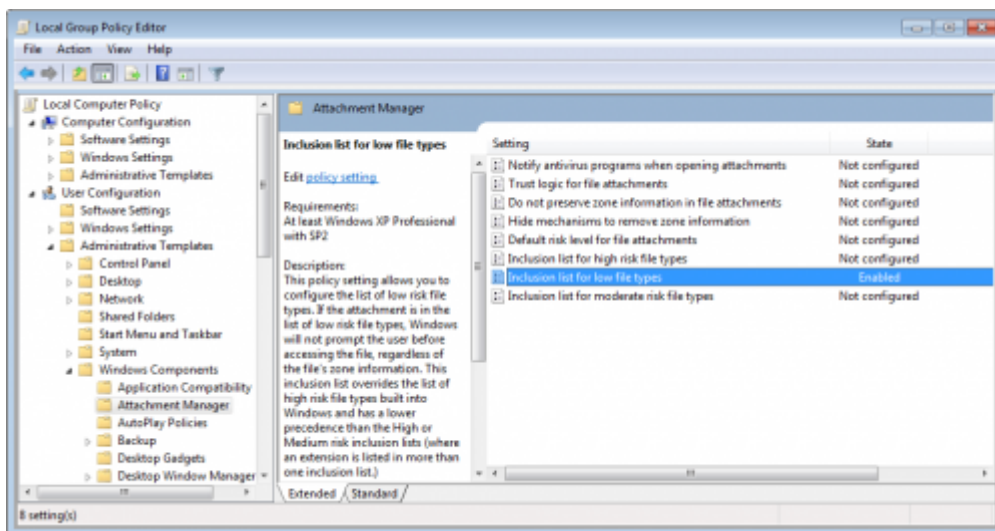 Local Group Policy Editor
File Action View Help
Local Computer Policy
Computer Configuration
Software Settings
Windows Settings
Administrative Templates
User Configuration
Software Settings
Windows Settings
Administrative Templates
Control Panel
Desktop
Network
Shared Folders
Start Menu and Taskbar
System
Windows Components
Application Compatibility
Attachment Manager
AutoPlay Policies
Backup
Desktop Gadgets
Desktop Window Manager
Attachment Manager
Inclusion list for low file types
Edit policy setting
Requirements:
At least Windows XP Professional
with SP2
Description:
This policy setting allows you to
configure the list of low risk file
types. If the attachment is in the
list of low risk file types, Windows
will not prompt the user before
accessing the file, regardless of
the file's zone information. This
inclusion list overrides the list of
high risk file types built into
Windows and has a lower
precedence than the High or
Medium risk inclusion lists (where
an extension is listed in more than
one inclusion list.)
Setting State
Notify antivirus programs when opening attachments Not configured
Trust logic for file attachments Not configured
Do not preserve zone information in file attachments Not configured
Hide mechanisms to remove zone information Not configured
Default risk level for file attachments Not configured
Inclusion list for high risk file types Not configured
Inclusion list for low file types Enabled
Inclusion list for moderate risk file types Not configured
Extended Standard
8 setting(s)